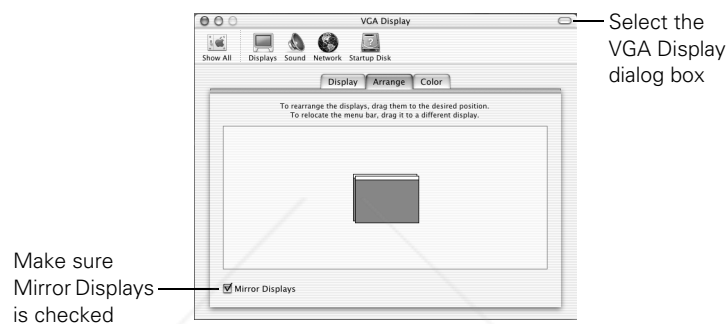 VGA Display
Select the
VGA Display
dialog box
Show All Displays Sound Network Startup Disk
Display Arrange Color
To rearrange the displays, drag them to the desired position.
To relocate the menu bar, drag it to a different display.
Make sure
Mirror Displays
is checked
Mirror Displays